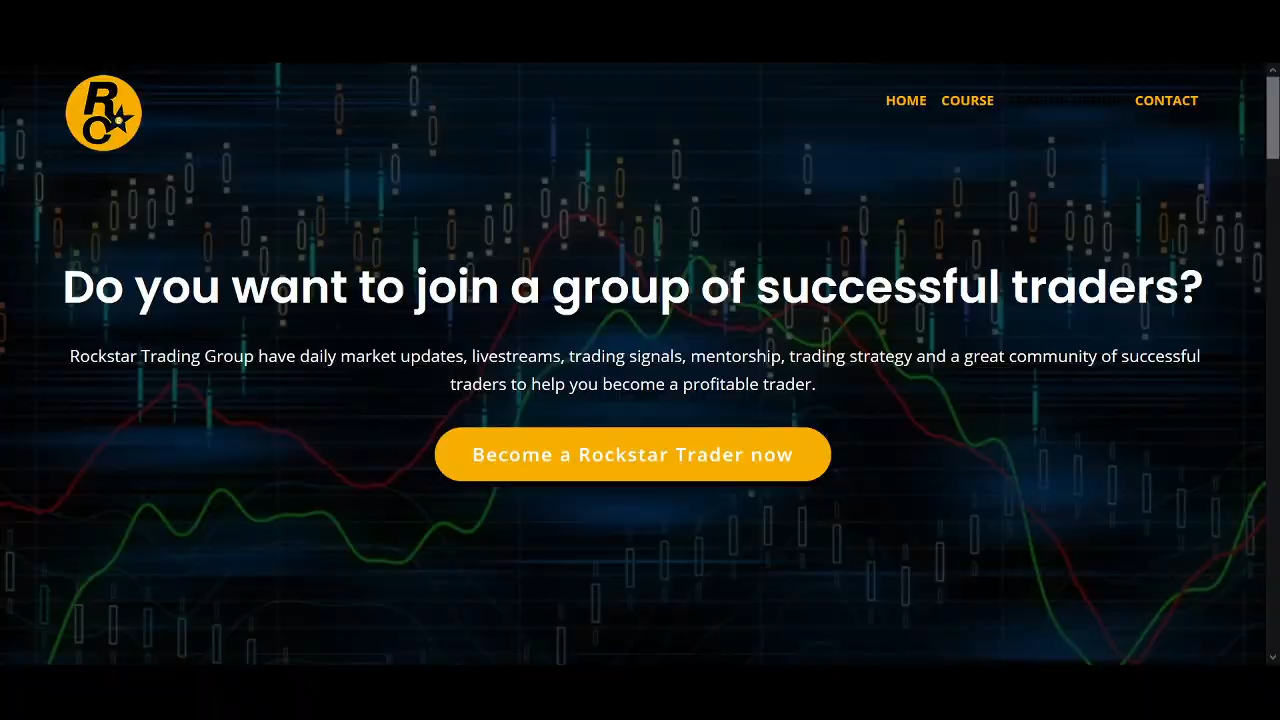 R
C
HOME COURSE TRADING GROUP CONTACT
Do you want to join a group of successful traders?
Rockstar Trading Group have daily market updates, livestreams, trading signals, mentorship, trading strategy and a great community of successful
traders to help you become a profitable trader.
Become a Rockstar Trader now